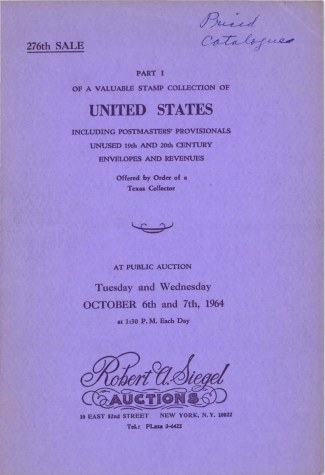 Priced
Catalogues
276th SALE
PART I
OF A VALUABLE STAMP COLLECTION OF
UNITED STATES
INCLUDING POSTMASTERS' PROVISIONALS
UNUSED 19th AND 20th CENTURY
ENVELOPES AND REVENUES
Offered by Order of a
Texas Collector
AT PUBLIC AUCTION
Tuesday and Wednesday
OCTOBER 6th and 7th, 1964
at 1:30 P. M. Each Day
Robert A. Siegel
AUCTIONS
10 EAST 52nd STREET NEW YORK, N. Y. 10022
Tel.: PLaza 3-6422